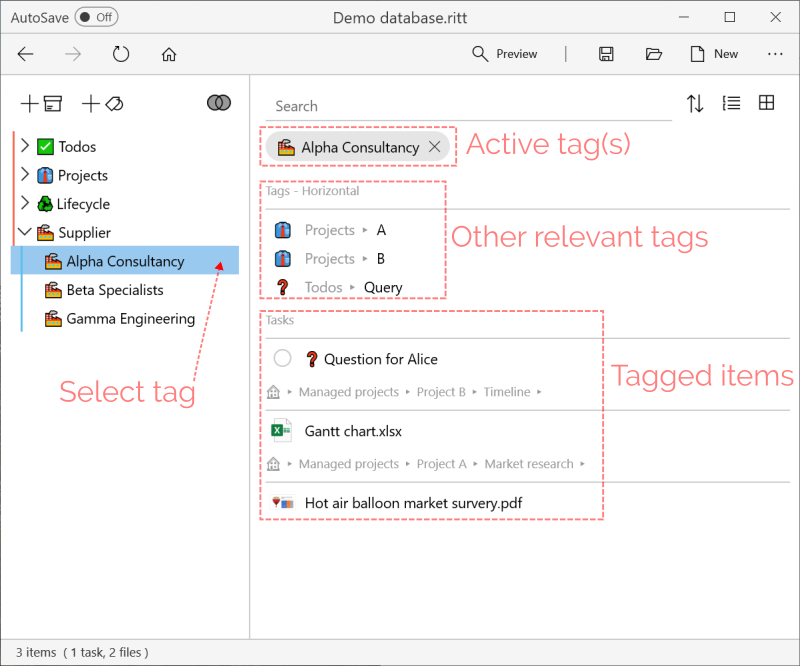 AutoSave Off Demo database.ritt
Preview New
Search
Alpha Consultancy Active tag(s)
Todos
Projects
Lifecycle
Supplier
Alpha Consultancy
Beta Specialists
Gamma Engineering
Select tag
Tags - Horizontal
Projects A
Projects B
Todos Query
Other relevant tags
Tasks
Question for Alice
Managed projects Project B Timeline
Tagged items
Gantt chart.xlsx
Managed projects Project A Market research
Hot air balloon market survery.pdf
3 items ( 1 task, 2 files )